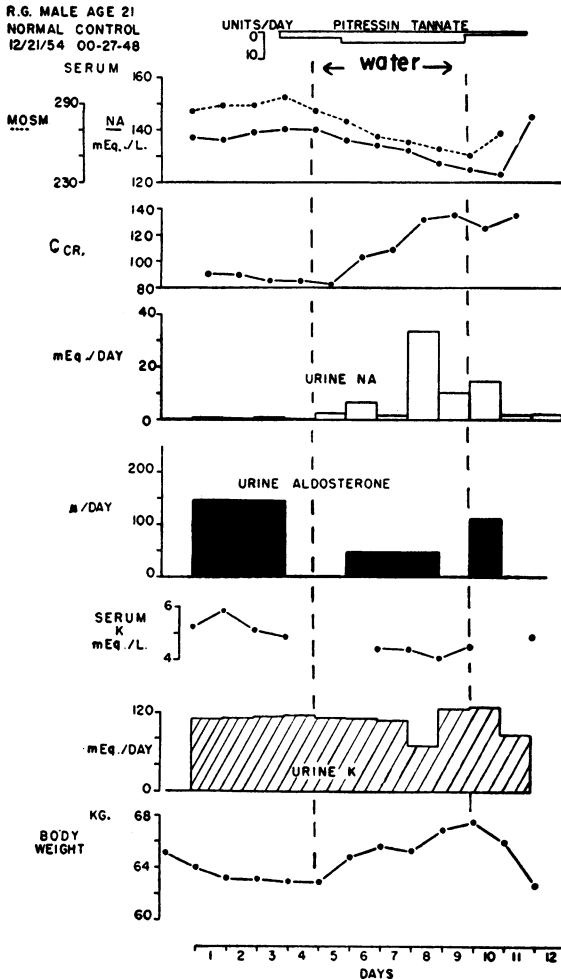 R.G. MALE AGE 21
NORMAL CONTROL
12/21/54 00-27-48
UNITS/DAY PITRESSIN TANNATE
0
10
water
SERUM
MOSM
290
230
NA
mEq./L.
160
140
120
CCR.
140
120
100
80
mEq./DAY
40
20
0
URINE NA
μ/DAY
200
100
0
URINE ALDOSTERONE
SERUM
K
mEq./L.
6
4
mEq./DAY
120
0
URINE K
KG.
BODY
WEIGHT
68
64
60
1 2 3 4 5 6 7 8 9 10 11 12
DAYS